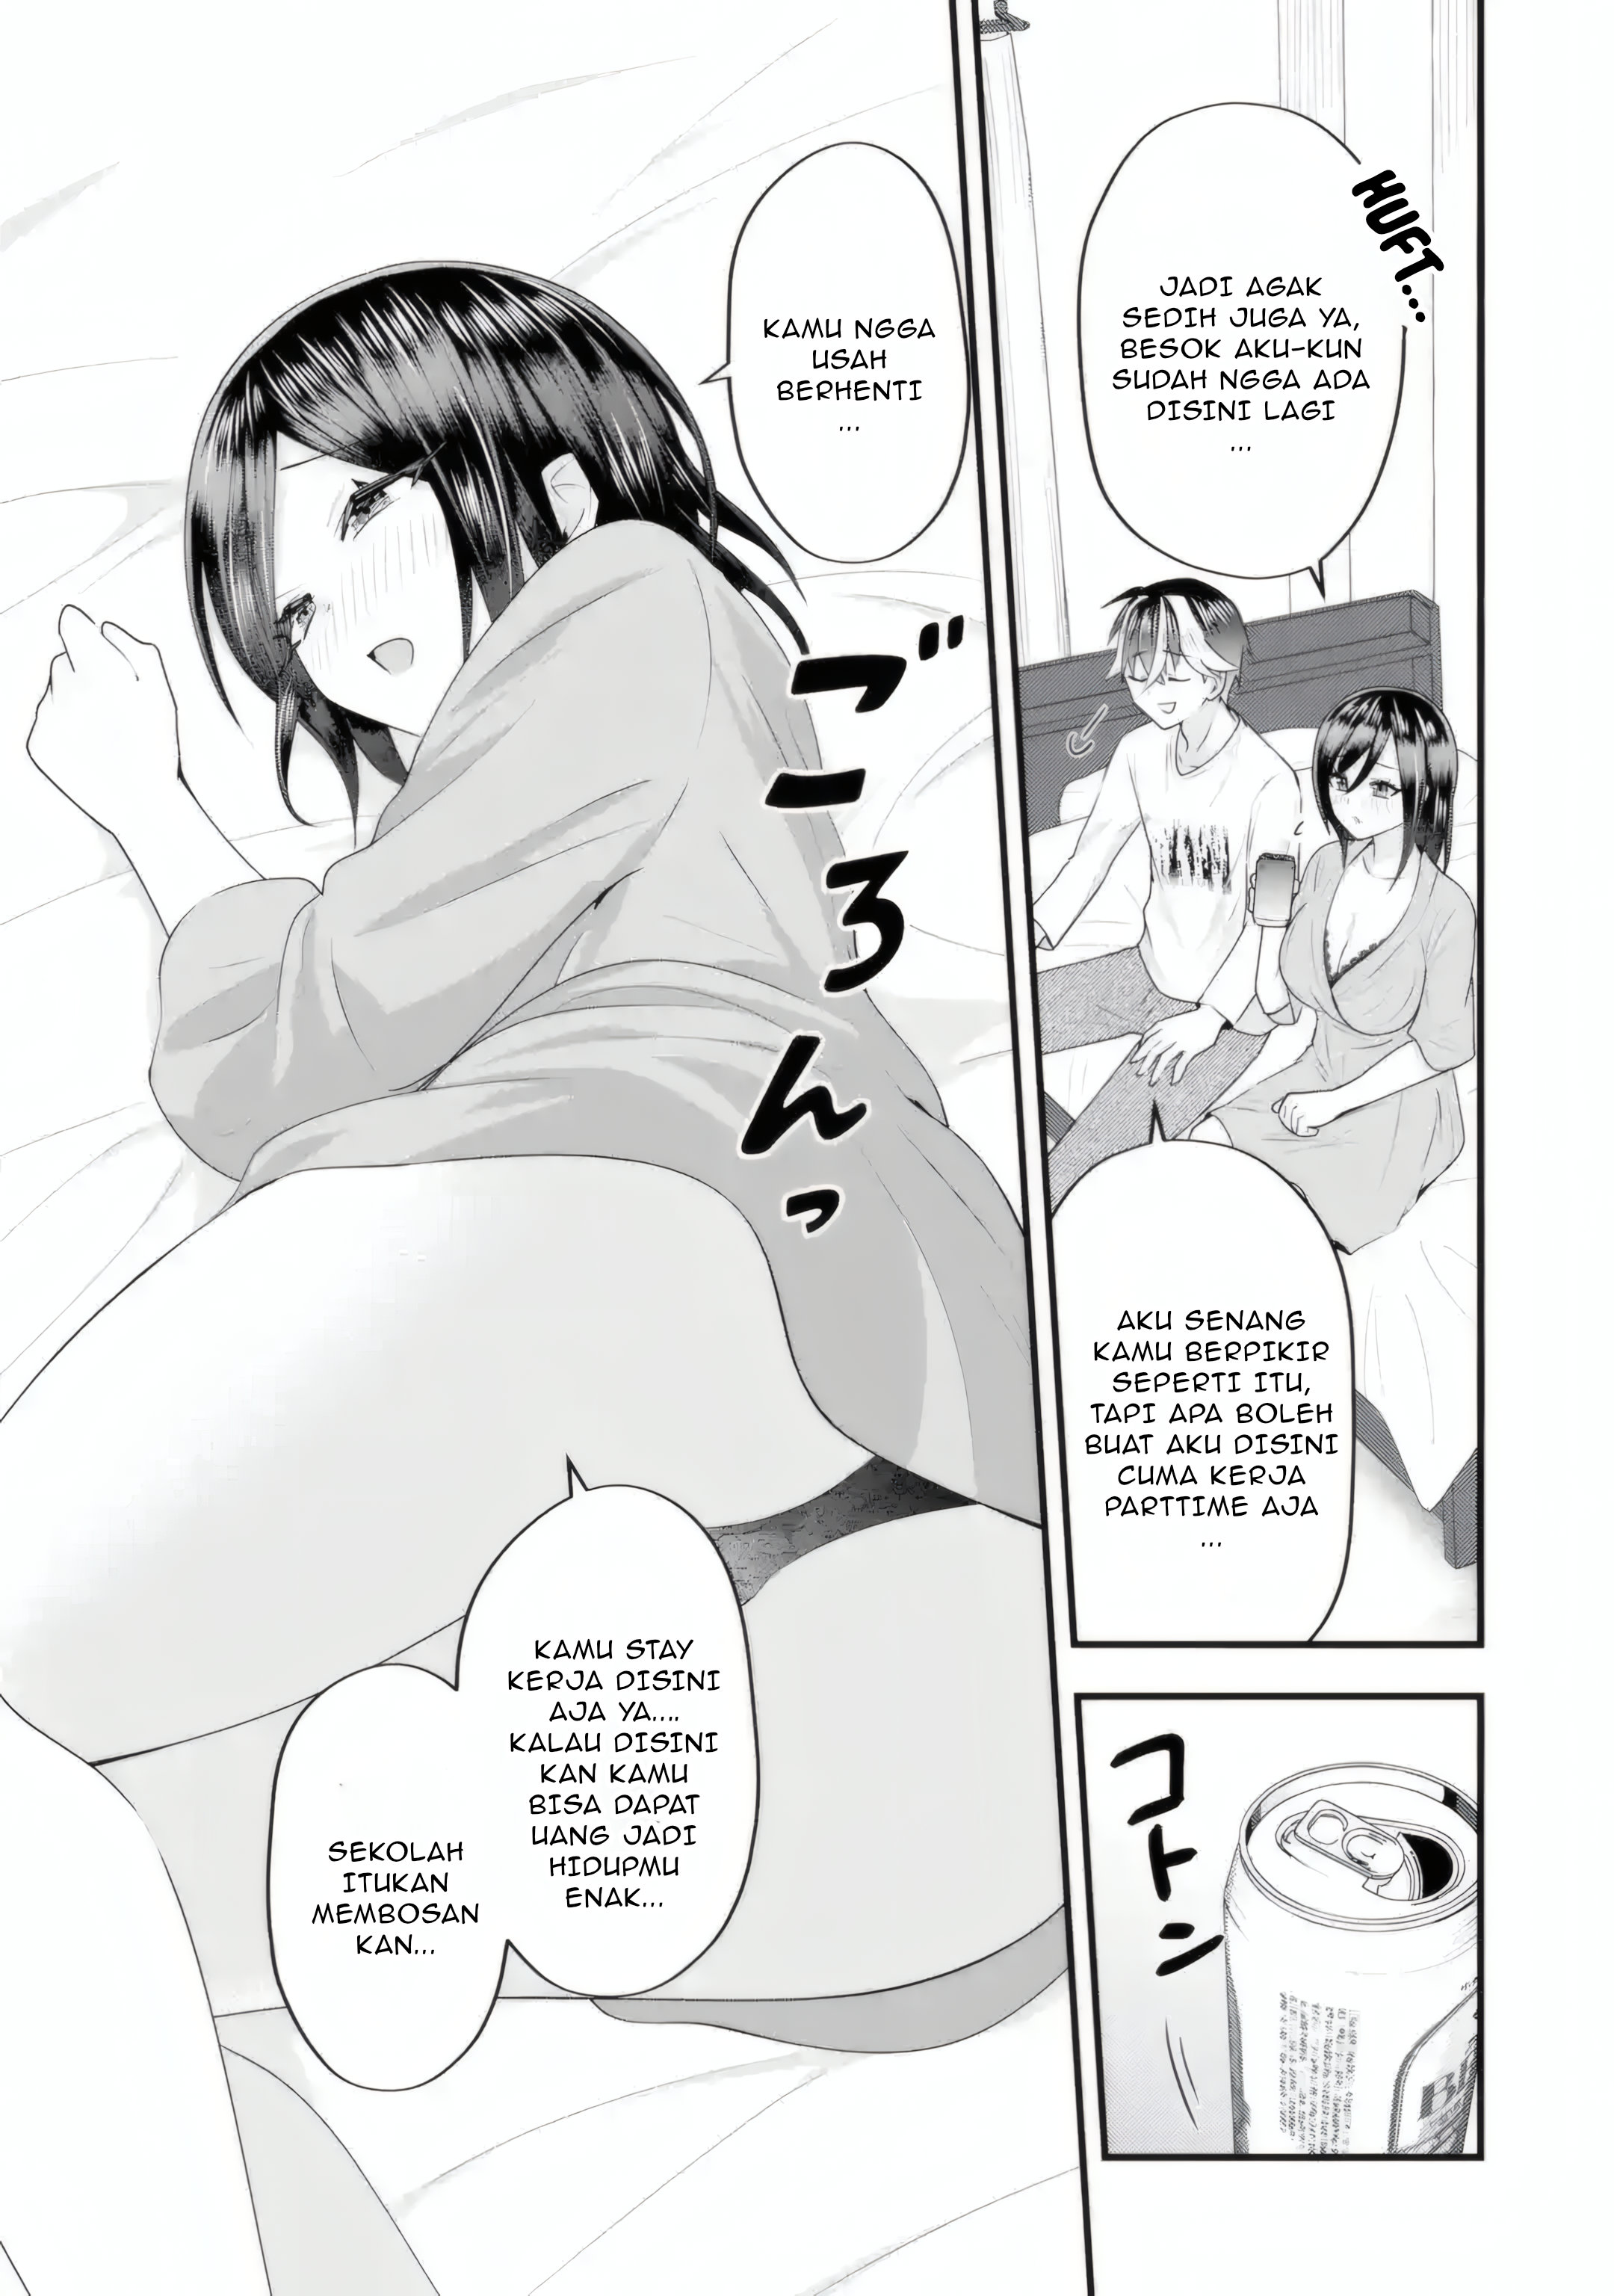 HUFT...
JADI AGAK
SEDIH JUGA YA,
BESOK AKU-KUN
SUDAH NGGA ADA
DISINI LAGI
...
AKU SENANG
KAMU BERPIKIR
SEPERTI ITU,
TAPI APA BOLEH
BUAT AKU DISINI
CUMA KERJA
PARTTIME AJA
...
コトン
KAMU NGGA
USAH
BERHENTI
...
ごろんっ
KAMU STAY
KERJA DISINI
AJA YA....
KALAU DISINI
KAN KAMU
BISA DAPAT
UANG JADI
HIDUPMU
ENAK...
SEKOLAH
ITUKAN
MEMBOSAN
KAN...